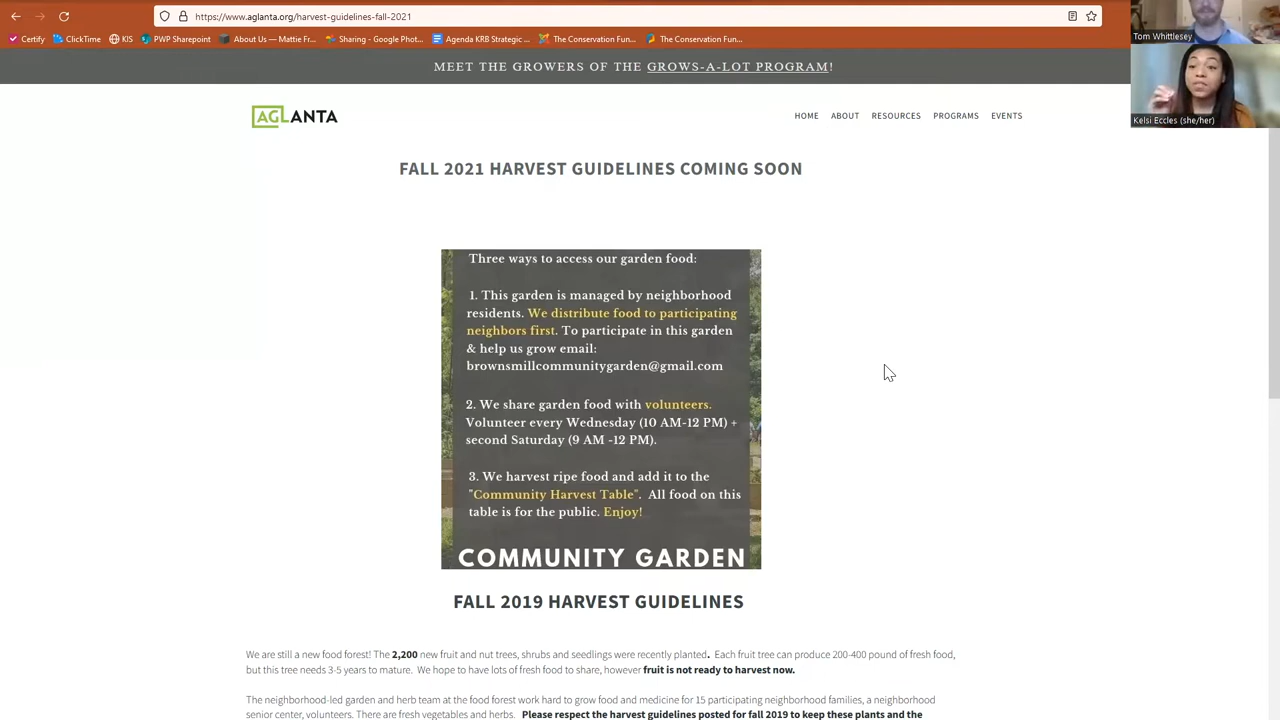 https://www.aglanta.org/harvest-guidelines-fall-2021
Tom Whittlesey
Certify ClickTime KIS PWP Sharepoint About Us — Mattie Fr... Sharing - Google Phot... Agenda KRB Strategic ... The Conservation Fun... The Conservation Fun...
MEET THE GROWERS OF THE GROWS-A-LOT PROGRAM!
AGLANTA
HOME ABOUT RESOURCES PROGRAMS EVENTS
Kelsi Eccles (she/her)
FALL 2021 HARVEST GUIDELINES COMING SOON
Three ways to access our garden food:
1. This garden is managed by neighborhood
residents. We distribute food to participating
neighbors first. To participate in this garden
& help us grow email:
brownsmillcommunitygarden@gmail.com
2. We share garden food with volunteers.
Volunteer every Wednesday (10 AM-12 PM) +
second Saturday (9 AM -12 PM).
3. We harvest ripe food and add it to the
"Community Harvest Table". All food on this
table is for the public. Enjoy!
COMMUNITY GARDEN
FALL 2019 HARVEST GUIDELINES
We are still a new food forest! The 2,200 new fruit and nut trees, shrubs and seedlings were recently planted. Each fruit tree can produce 200-400 pound of fresh food,
but this tree needs 3-5 years to mature. We hope to have lots of fresh food to share, however fruit is not ready to harvest now.
The neighborhood-led garden and herb team at the food forest work hard to grow food and medicine for 15 participating neighborhood families, a neighborhood
senior center, volunteers. There are fresh vegetables and herbs. Please respect the harvest guidelines posted for fall 2019 to keep these plants and the